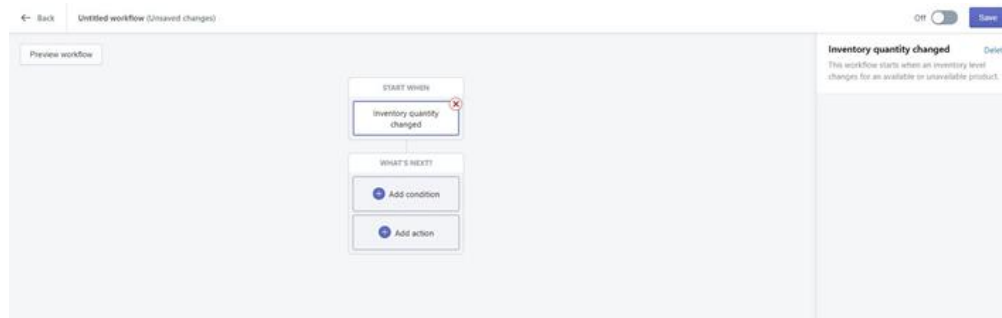 ← Back
Untitled workflow (Unsaved changes)
Off
Save
Preview workflow
START WHEN
Inventory quantity
changed
WHAT'S NEXT?
Add condition
Add action
Inventory quantity changed
Delet
This workflow starts when an inventory level
changes for an available or unavailable product.